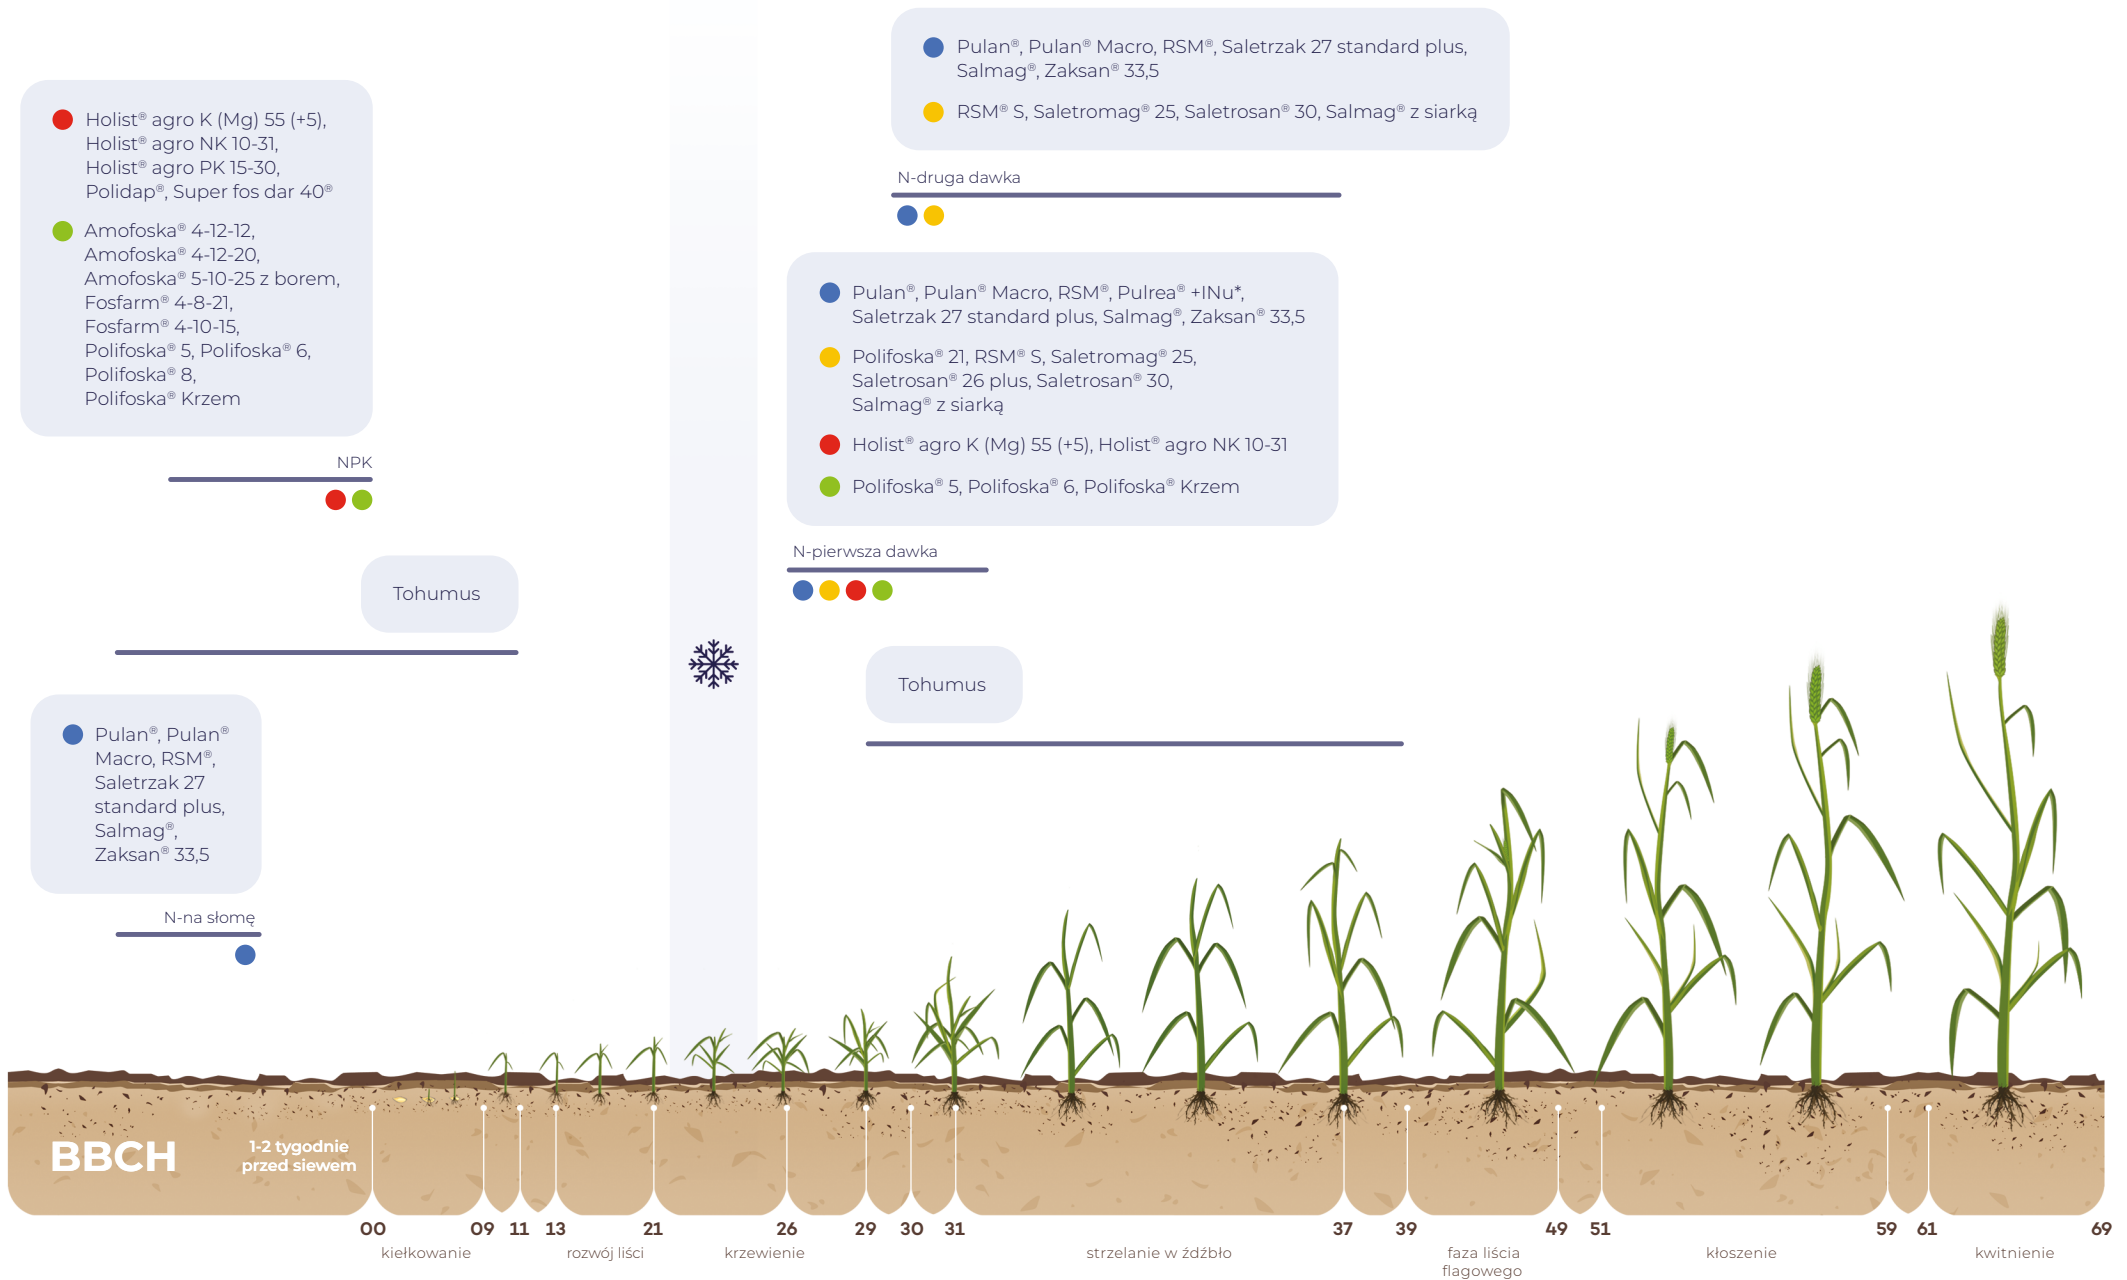 Pulan®, Pulan® Macro, RSM®, Saletrzak 27 standard plus,
Salmag®, Zaksan® 33,5
RSM® S, Saletromag® 25, Saletrosan® 30, Salmag® z siarką
N-druga dawka
Holist® agro K (Mg) 55 (+5),
Holist® agro NK 10-31,
Holist® agro PK 15-30,
Polidap®, Super fos dar 40®
Amofoska® 4-12-12,
Amofoska® 4-12-20,
Amofoska® 5-10-25 z borem,
Fosfarm® 4-8-21,
Fosfarm® 4-10-15,
Polifoska® 5, Polifoska® 6,
Polifoska® 8,
Polifoska® Krzem
NPK
Pulan®, Pulan® Macro, RSM®, Pulrea® +INu*,
Saletrzak 27 standard plus, Salmag®, Zaksan® 33,5
Polifoska® 21, RSM® S, Saletromag® 25,
Saletrosan® 26 plus, Saletrosan® 30,
Salmag® z siarką
Holist® agro K (Mg) 55 (+5), Holist® agro NK 10-31
Polifoska® 5, Polifoska® 6, Polifoska® Krzem
N-pierwsza dawka
Tohumus
Tohumus
Pulan®, Pulan®
Macro, RSM®,
Saletrzak 27
standard plus,
Salmag®,
Zaksan® 33,5
N-na słomę
BBCH
1-2 tygodnie
przed siewem
00 09 11 13 21 26 29 30 31 37 39 49 51 59 61 69
kiełkowanie rozwój liści krzewienie strzelanie w źdźbło faza liścia kłoszenie kwitnienie
flagowego